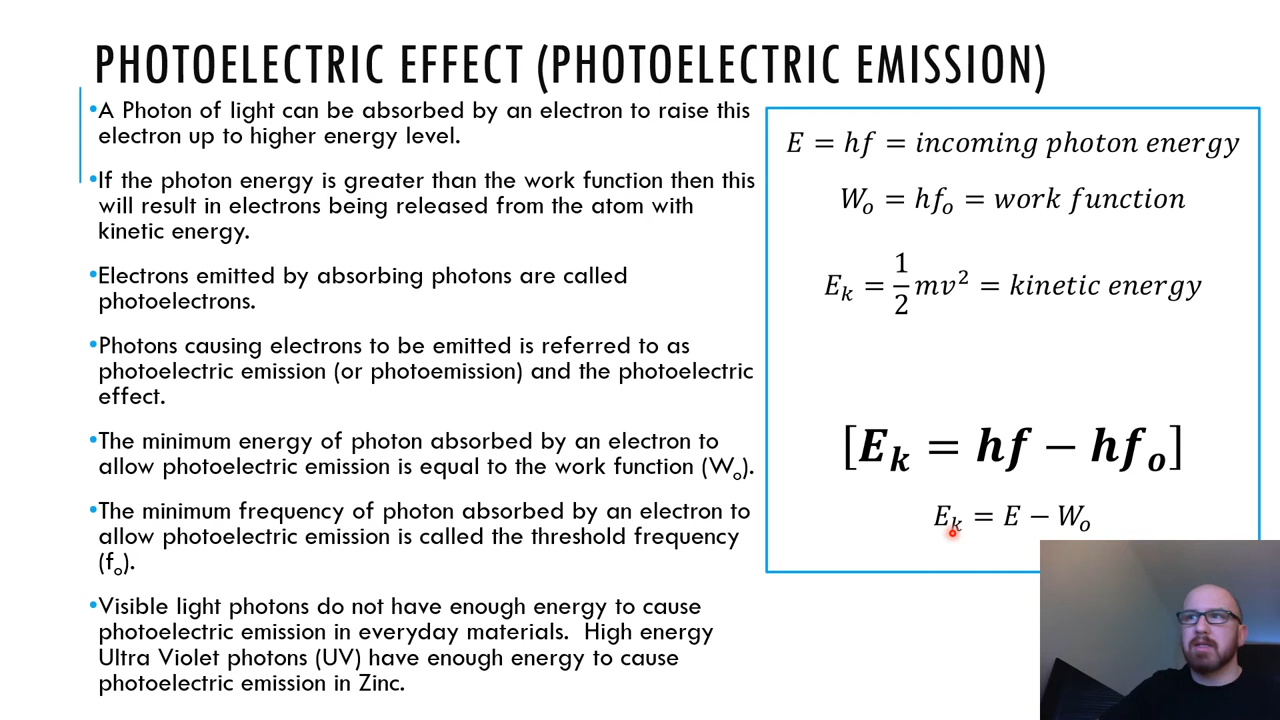 PHOTOELECTRIC EFFECT (PHOTOELECTRIC EMISSION)
•A Photon of light can be absorbed by an electron to raise this
electron up to higher energy level.
•If the photon energy is greater than the work function then this
will result in electrons being released from the atom with
kinetic energy.
•Electrons emitted by absorbing photons are called
photoelectrons.
•Photons causing electrons to be emitted is referred to as
photoelectric emission (or photoemission) and the photoelectric
effect.
•The minimum energy of photon absorbed by an electron to
allow photoelectric emission is equal to the work function (Wₒ).
•The minimum frequency of photon absorbed by an electron to
allow photoelectric emission is called the threshold frequency
(fₒ).
•Visible light photons do not have enough energy to cause
photoelectric emission in everyday materials.  High energy
Ultra Violet photons (UV) have enough energy to cause
photoelectric emission in Zinc.
E = hf = incoming photon energy
Wₒ = hfₒ = work function
Eₖ = 1/2 mv² = kinetic energy
[Eₖ = hf − hfₒ]
Eₖ = E − Wₒ